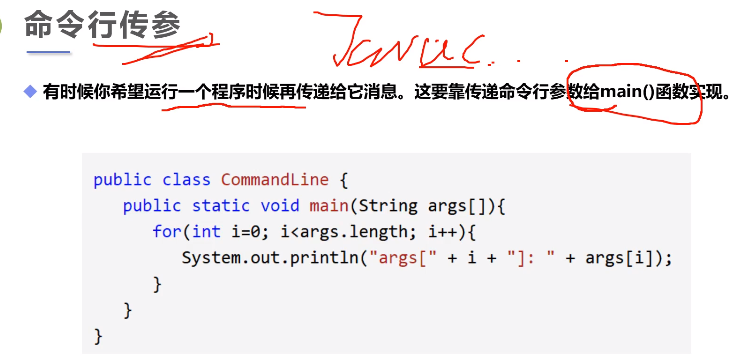 命令行传参
Javac. . . .
有时候你希望运行一个程序时候再传递给它消息。这要靠传递命令行参数给main()函数实现。
public class CommandLine {
public static void main(String args[]){
for(int i=0; i<args.length; i++){
System.out.println("args[" + i + "]: " + args[i]);
}
}
}